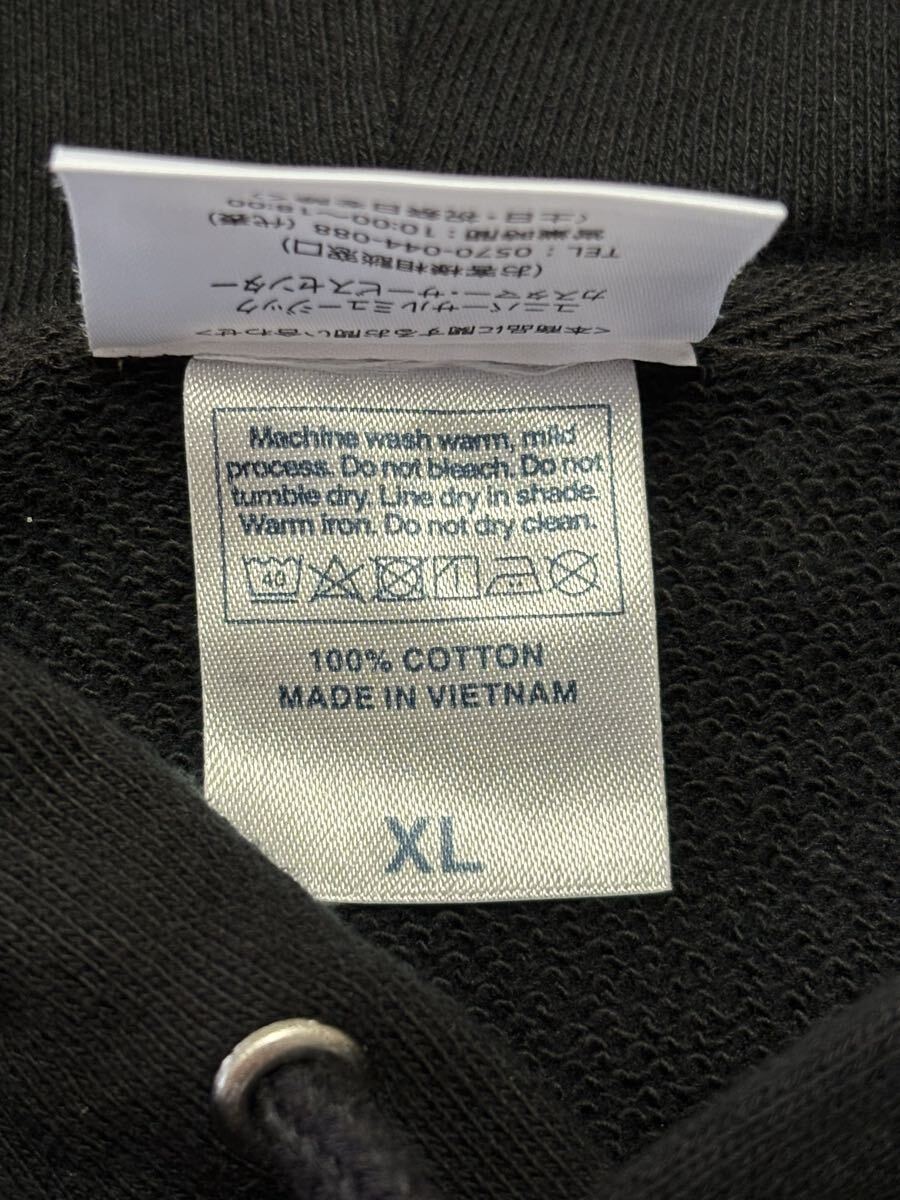 <本商品に関するお問い合わせ>
ユニバーサルミュージック
カスタマー・サービスセンター
(お客様相談窓口)
TEL：0570-044-088 (代表)
営業時間：10:00〜18:00
(土日・祝祭日を除く)
Machine wash warm, mild
process. Do not bleach. Do not
tumble dry. Line dry in shade.
Warm iron. Do not dry clean.
40
100% COTTON
MADE IN VIETNAM
XL